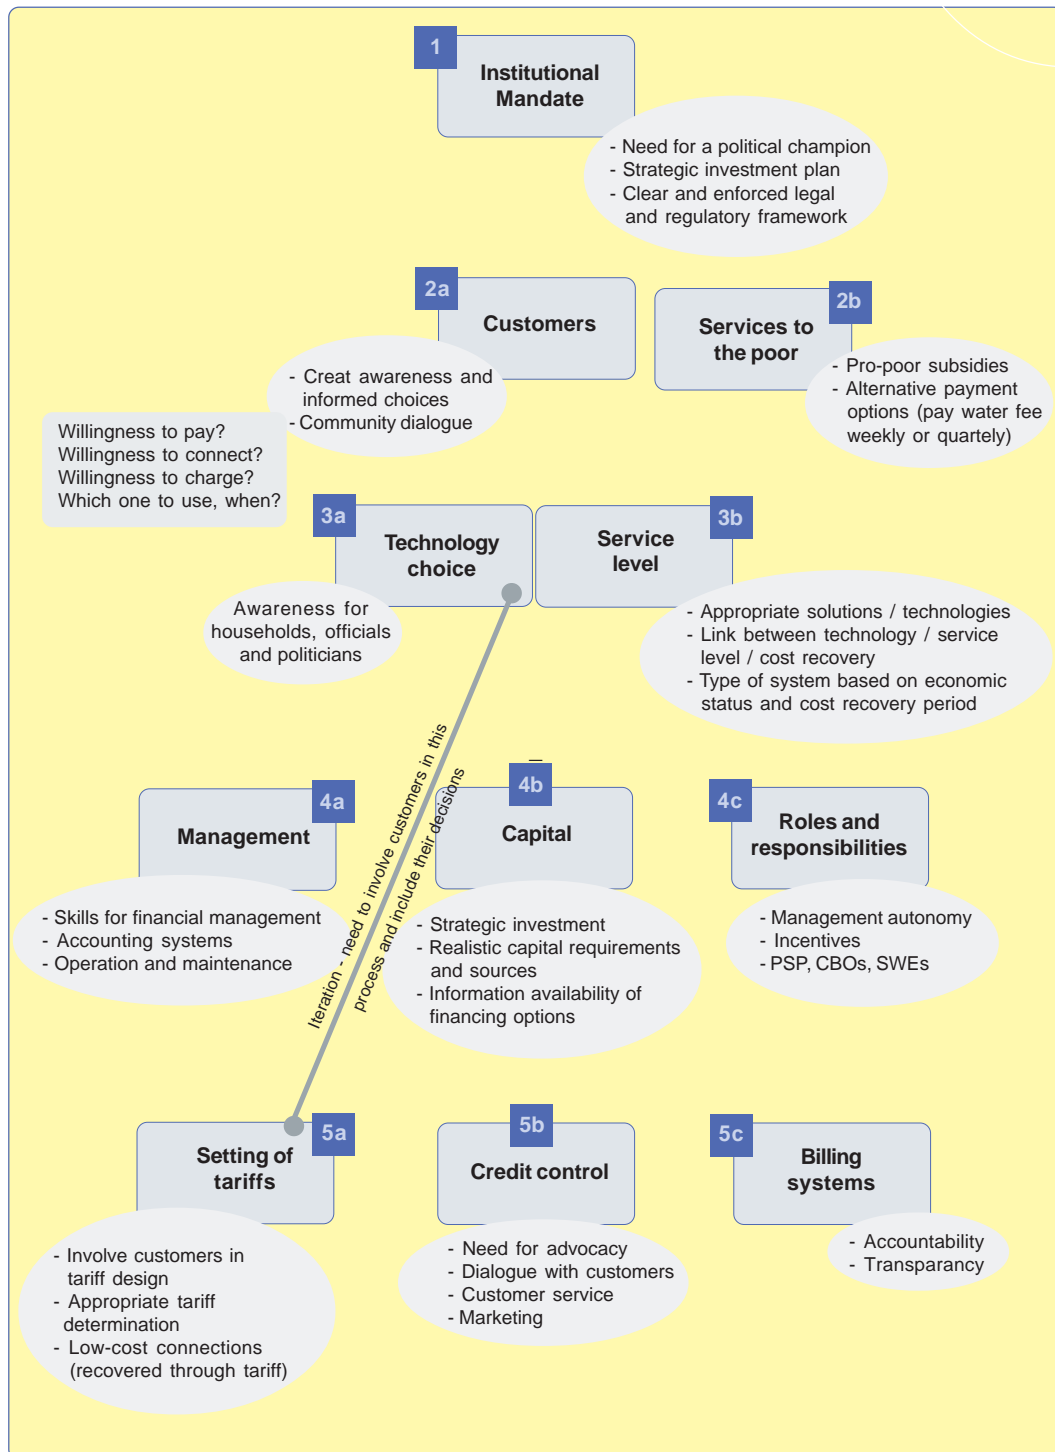 1
Institutional
Mandate
- Need for a political champion
- Strategic investment plan
- Clear and enforced legal
and regulatory framework
2a
Customers
- Creat awareness and
informed choices
- Community dialogue
2b
Services to
the poor
- Pro-poor subsidies
- Alternative payment
options (pay water fee
weekly or quartely)
Willingness to pay?
Willingness to connect?
Willingness to charge?
Which one to use, when?
3a
Technology
choice
Awareness for
households, officials
and politicians
3b
Service
level
- Appropriate solutions / technologies
- Link between technology / service
level / cost recovery
- Type of system based on economic
status and cost recovery period
Iteration - need to involve customers in this
process and include their decisions
4a
Management
- Skills for financial management
- Accounting systems
- Operation and maintenance
4b
Capital
- Strategic investment
- Realistic capital requirements
and sources
- Information availability of
financing options
4c
Roles and
responsibilities
- Management autonomy
- Incentives
- PSP, CBOs, SWEs
5a
Setting of
tariffs
- Involve customers in
tariff design
- Appropriate tariff
determination
- Low-cost connections
(recovered through tariff)
5b
Credit control
- Need for advocacy
- Dialogue with customers
- Customer service
- Marketing
5c
Billing
systems
- Accountability
- Transparancy